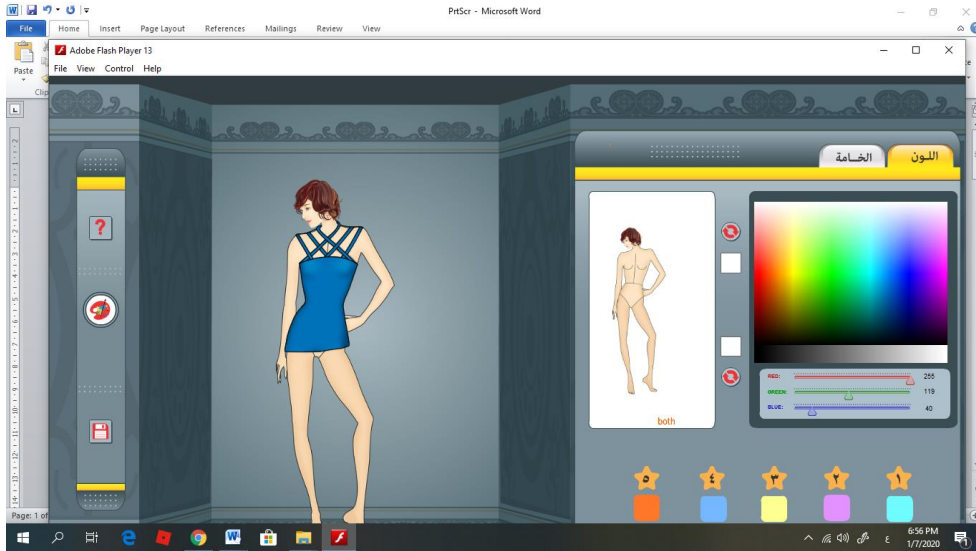 PrtScr - Microsoft Word
File Home Insert Page Layout References Mailings Review View
Paste
Adobe Flash Player 13
File View Control Help
اللون
الخـامة
both
RED: 255
GREEN: 119
BLUE: 40
٥ ٤ ٣ ٢ ١
Page: 1 of
6:56 PM
1/7/2020